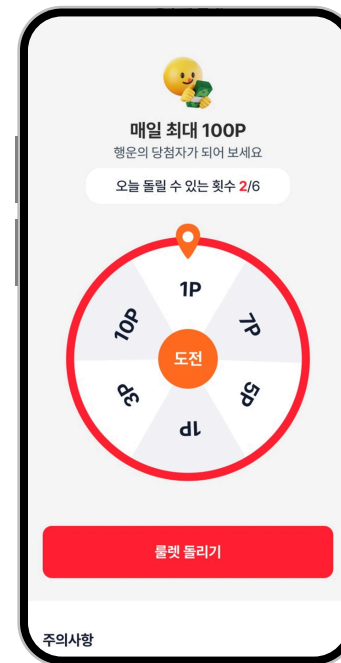 매일 최대 100P
행운의 당첨자가 되어 보세요
오늘 돌릴 수 있는 횟수 2/6
1P
10P
7P
도전
3P
5P
1P
룰렛 돌리기
주의사항